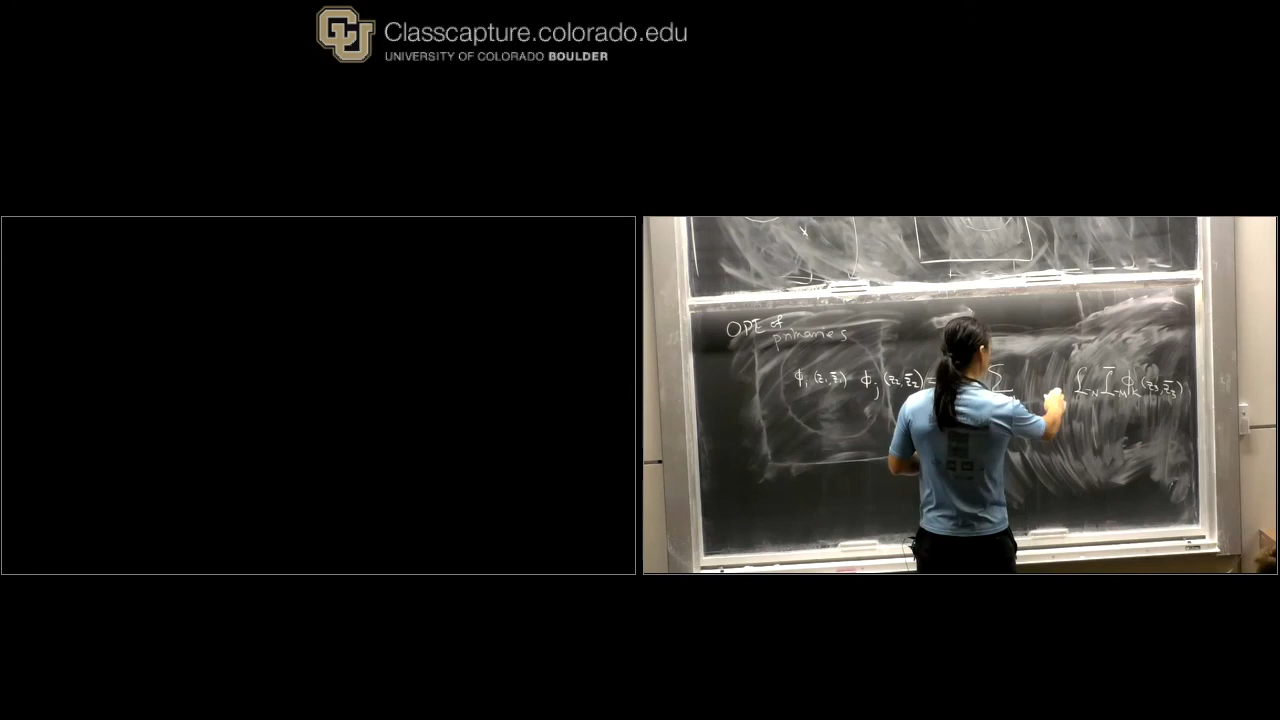 Classcapture.colorado.edu
UNIVERSITY OF COLORADO BOULDER
OPE of
primaries
ϕᵢ (z₁, z̄₁) ϕⱼ (z₂, z̄₂) = Σ 𝓛₋N 𝓛̄₋M ϕₖ (z₃, z̄₃)